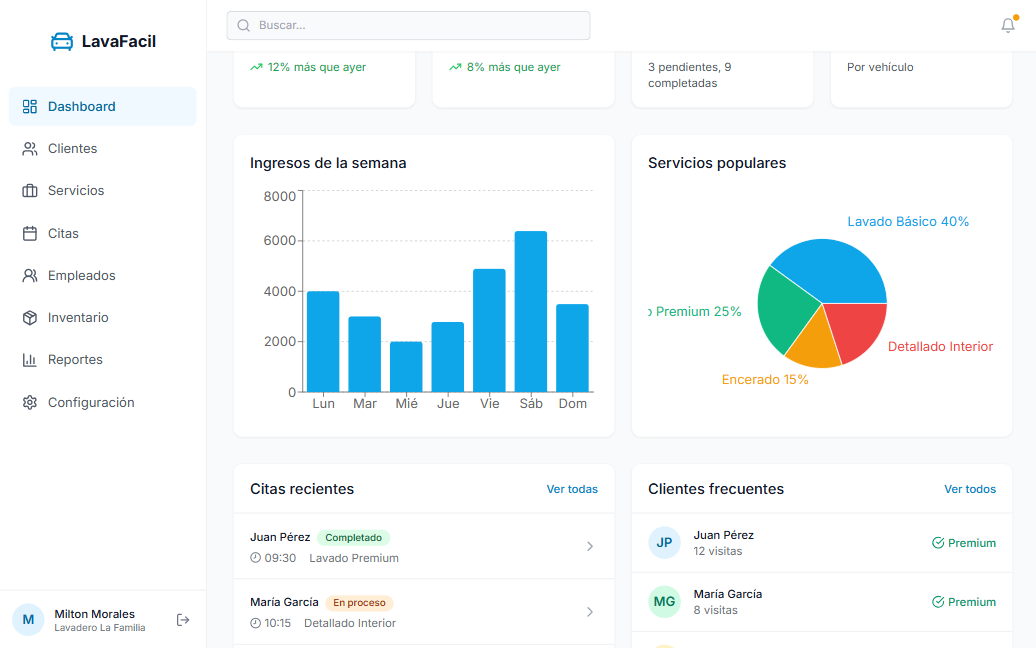 LavaFacil
Buscar...
Dashboard
Clientes
Servicios
Citas
Empleados
Inventario
Reportes
Configuración
M
Milton Morales
Lavadero La Familia
12% más que ayer
8% más que ayer
3 pendientes, 9
completadas
Por vehículo
Ingresos de la semana
8000
6000
4000
2000
0
Lun Mar Mié Jue Vie Sáb Dom
Servicios populares
Lavado Básico 40%
Premium 25%
Detallado Interior
Encerado 15%
Citas recientes
Ver todas
Juan Pérez Completado
09:30 Lavado Premium
María García En proceso
10:15 Detallado Interior
Clientes frecuentes
Ver todos
JP
Juan Pérez
12 visitas
Premium
MG
María García
8 visitas
Premium